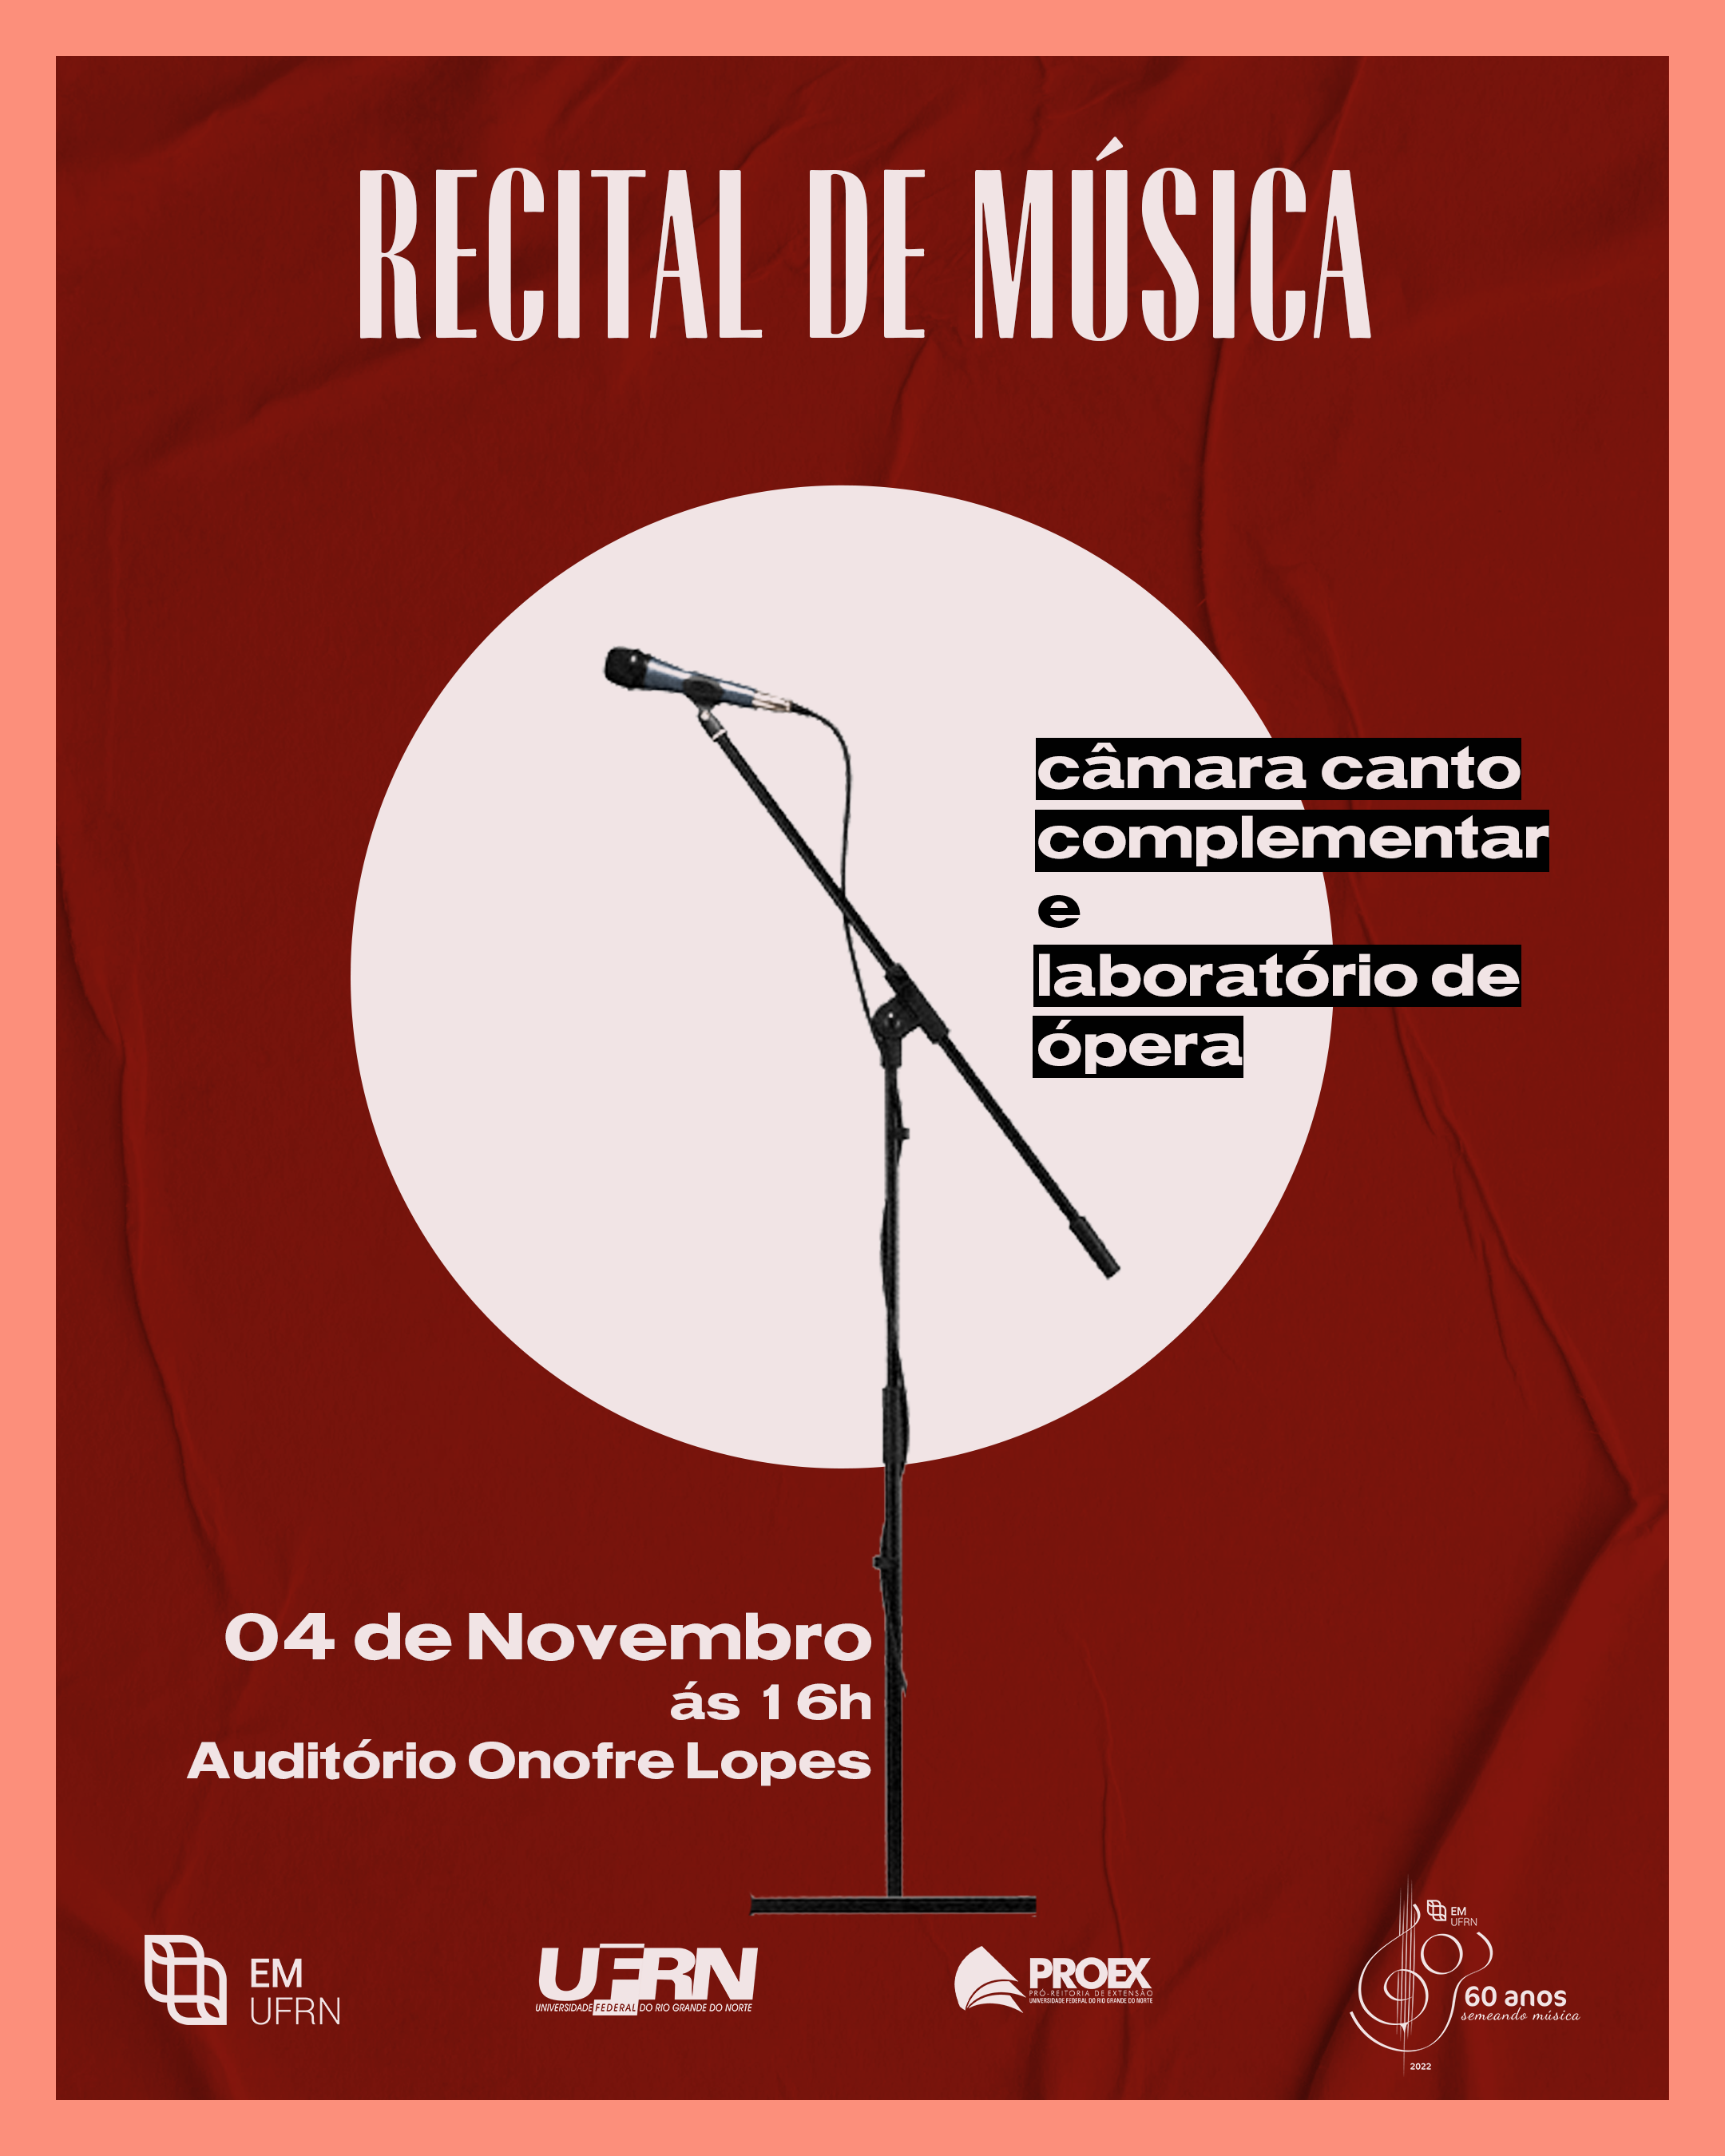 RECITAL DE MÚSICA
câmara canto
complementar
e
laboratório de
ópera
04 de Novembro
ás 16h
Auditório Onofre Lopes
EM
UFRN
UFRN
UNIVERSIDADE FEDERAL DO RIO GRANDE DO NORTE
PROEX
PRÓ-REITORIA DE EXTENSÃO
UNIVERSIDADE FEDERAL DO RIO GRANDE DO NORTE
EM
UFRN
60 anos
semeando música
2022